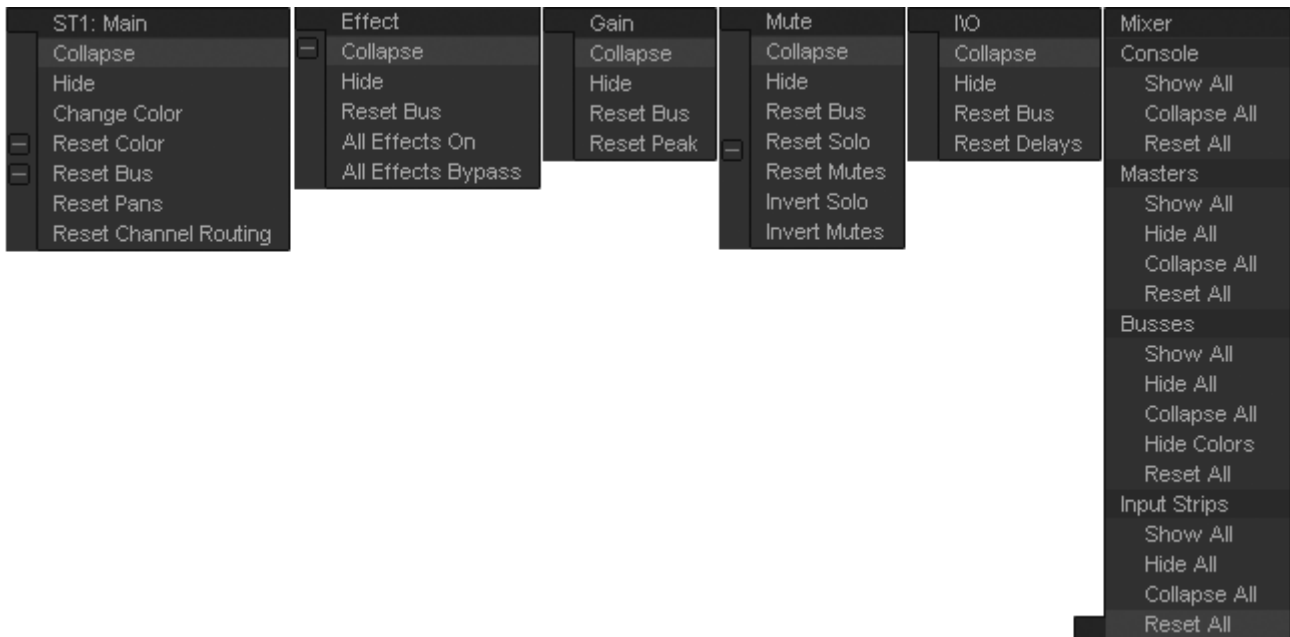 ST1: Main
Collapse
Hide
Change Color
Reset Color
Reset Bus
Reset Pans
Reset Channel Routing
Effect
Collapse
Hide
Reset Bus
All Effects On
All Effects Bypass
Gain
Collapse
Hide
Reset Bus
Reset Peak
Mute
Collapse
Hide
Reset Bus
Reset Solo
Reset Mutes
Invert Solo
Invert Mutes
I\O
Collapse
Hide
Reset Bus
Reset Delays
Mixer
Console
Show All
Collapse All
Reset All
Masters
Show All
Hide All
Collapse All
Reset All
Busses
Show All
Hide All
Collapse All
Hide Colors
Reset All
Input Strips
Show All
Hide All
Collapse All
Reset All